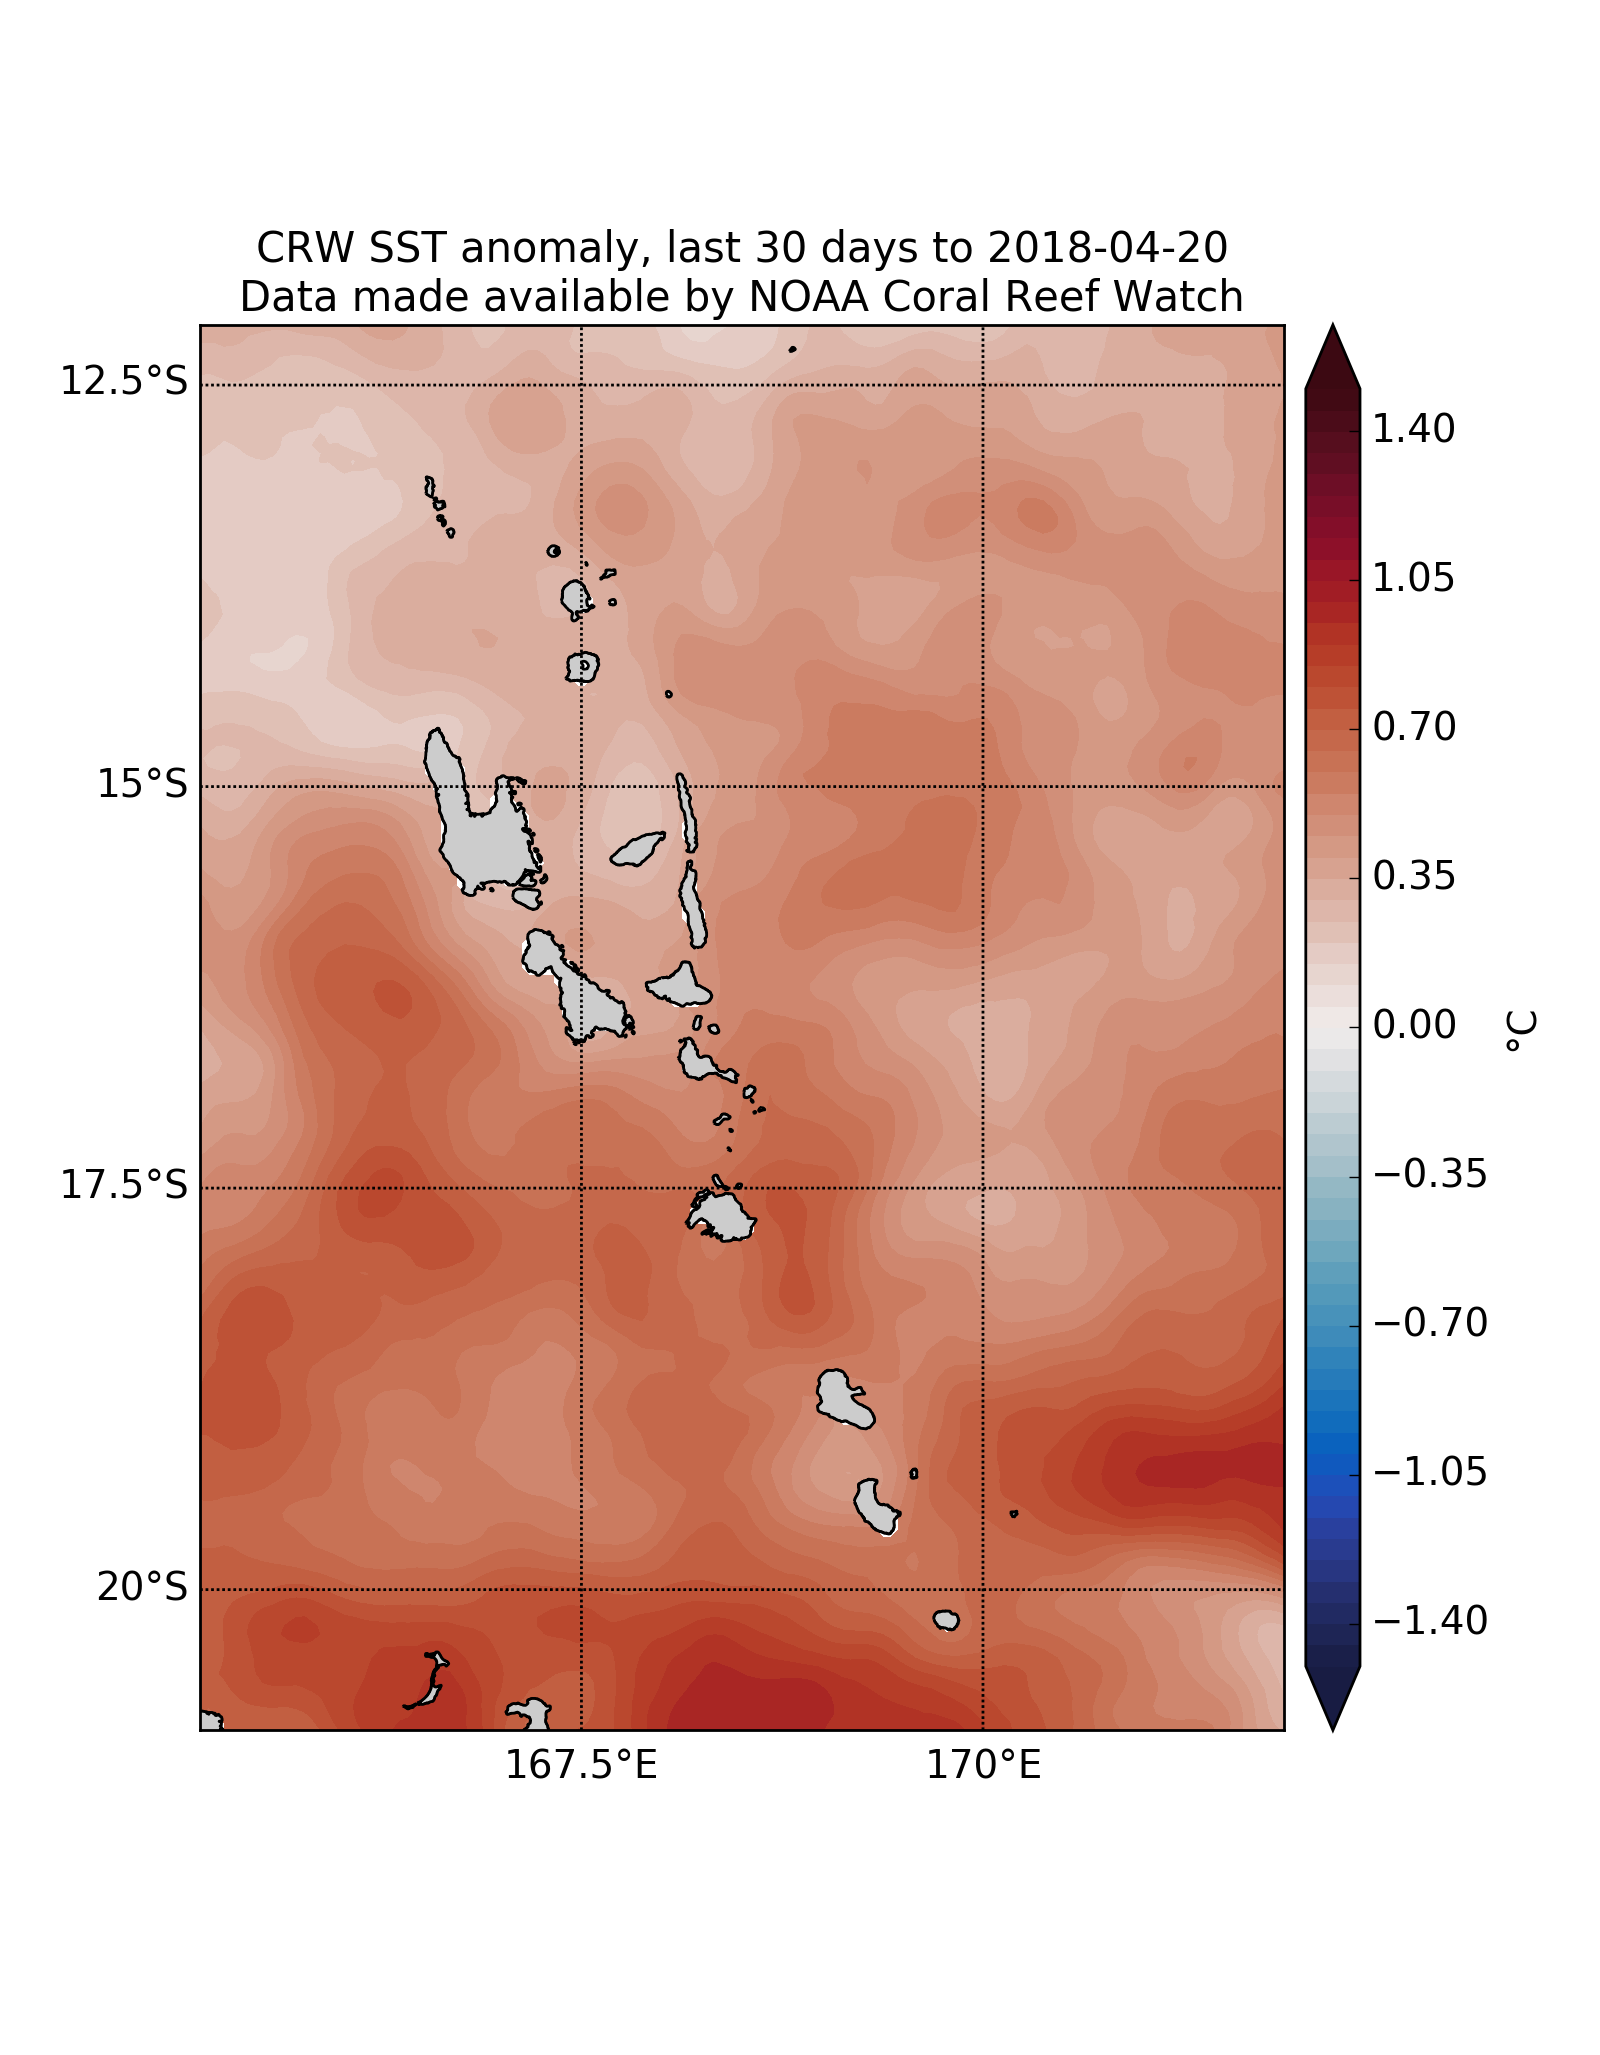 CRW SST anomaly, last 30 days to 2018-04-20
Data made available by NOAA Coral Reef Watch
12.5°S
15°S
17.5°S
20°S
167.5°E
170°E
1.40
1.05
0.70
0.35
0.00
−0.35
−0.70
−1.05
−1.40
°C